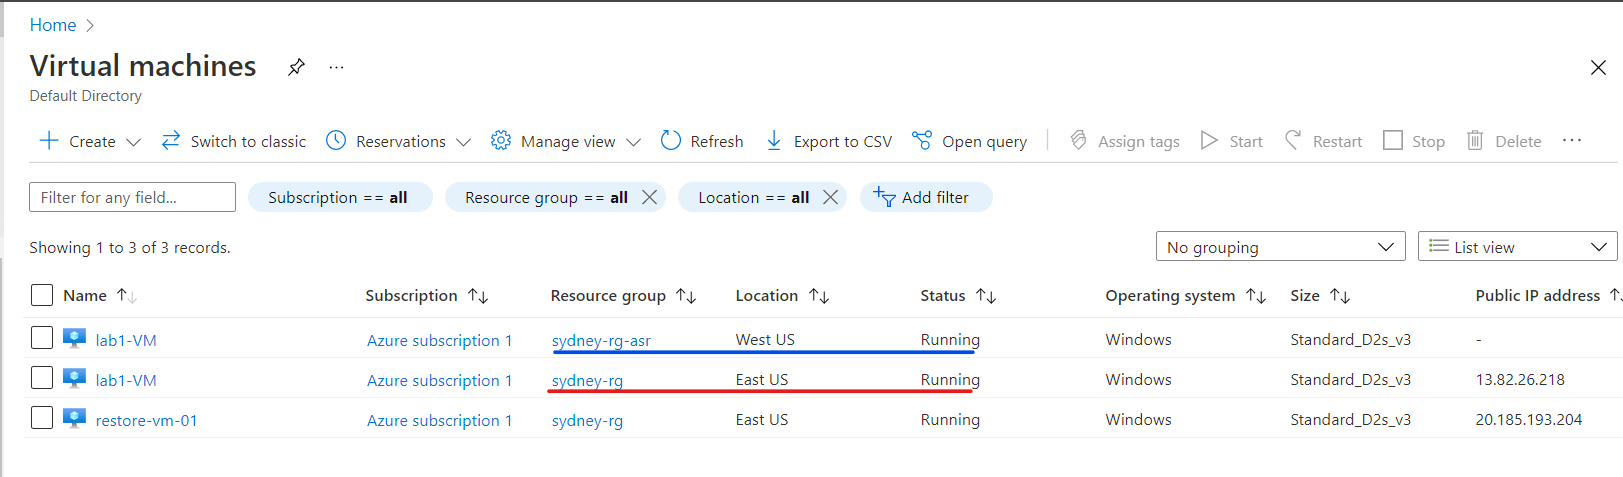 Home >
Virtual machines ...
Default Directory
+ Create Switch to classic Reservations Manage view Refresh Export to CSV Open query Assign tags Start Restart Stop Delete ...
Filter for any field... Subscription == all Resource group == all Location == all Add filter
Showing 1 to 3 of 3 records. No grouping List view
Name ↑↓ Subscription ↑↓ Resource group ↑↓ Location ↑↓ Status ↑↓ Operating system ↑↓ Size ↑↓ Public IP address ↑
lab1-VM Azure subscription 1 sydney-rg-asr West US Running Windows Standard_D2s_v3 -
lab1-VM Azure subscription 1 sydney-rg East US Running Windows Standard_D2s_v3 13.82.26.218
restore-vm-01 Azure subscription 1 sydney-rg East US Running Windows Standard_D2s_v3 20.185.193.204